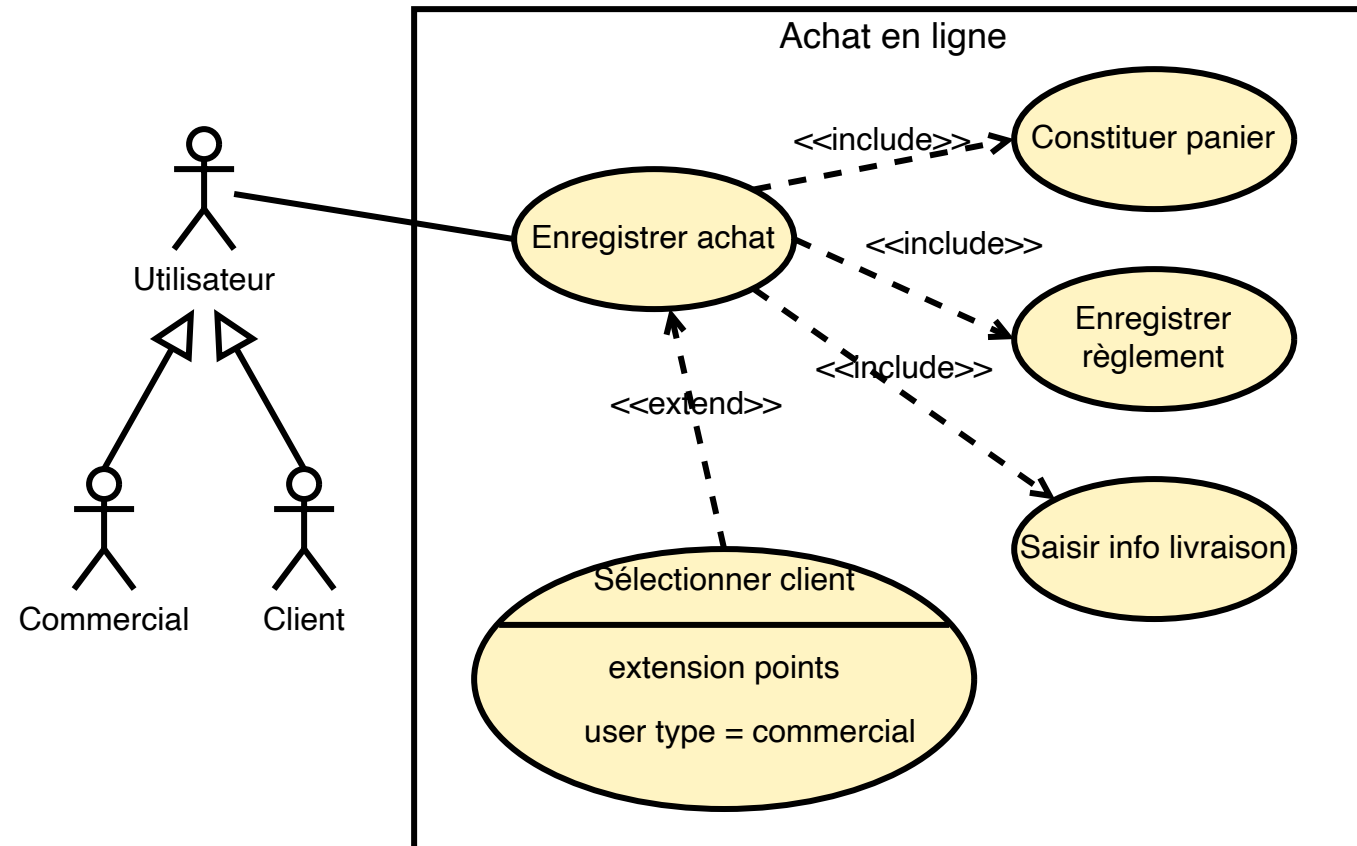 Achat en ligne
<<include>>
Constituer panier
Enregistrer achat
<<include>>
Utilisateur
Enregistrer
règlement
<<include>>
<<extend>>
Saisir info livraison
Sélectionner client
Commercial
Client
extension points
user type = commercial